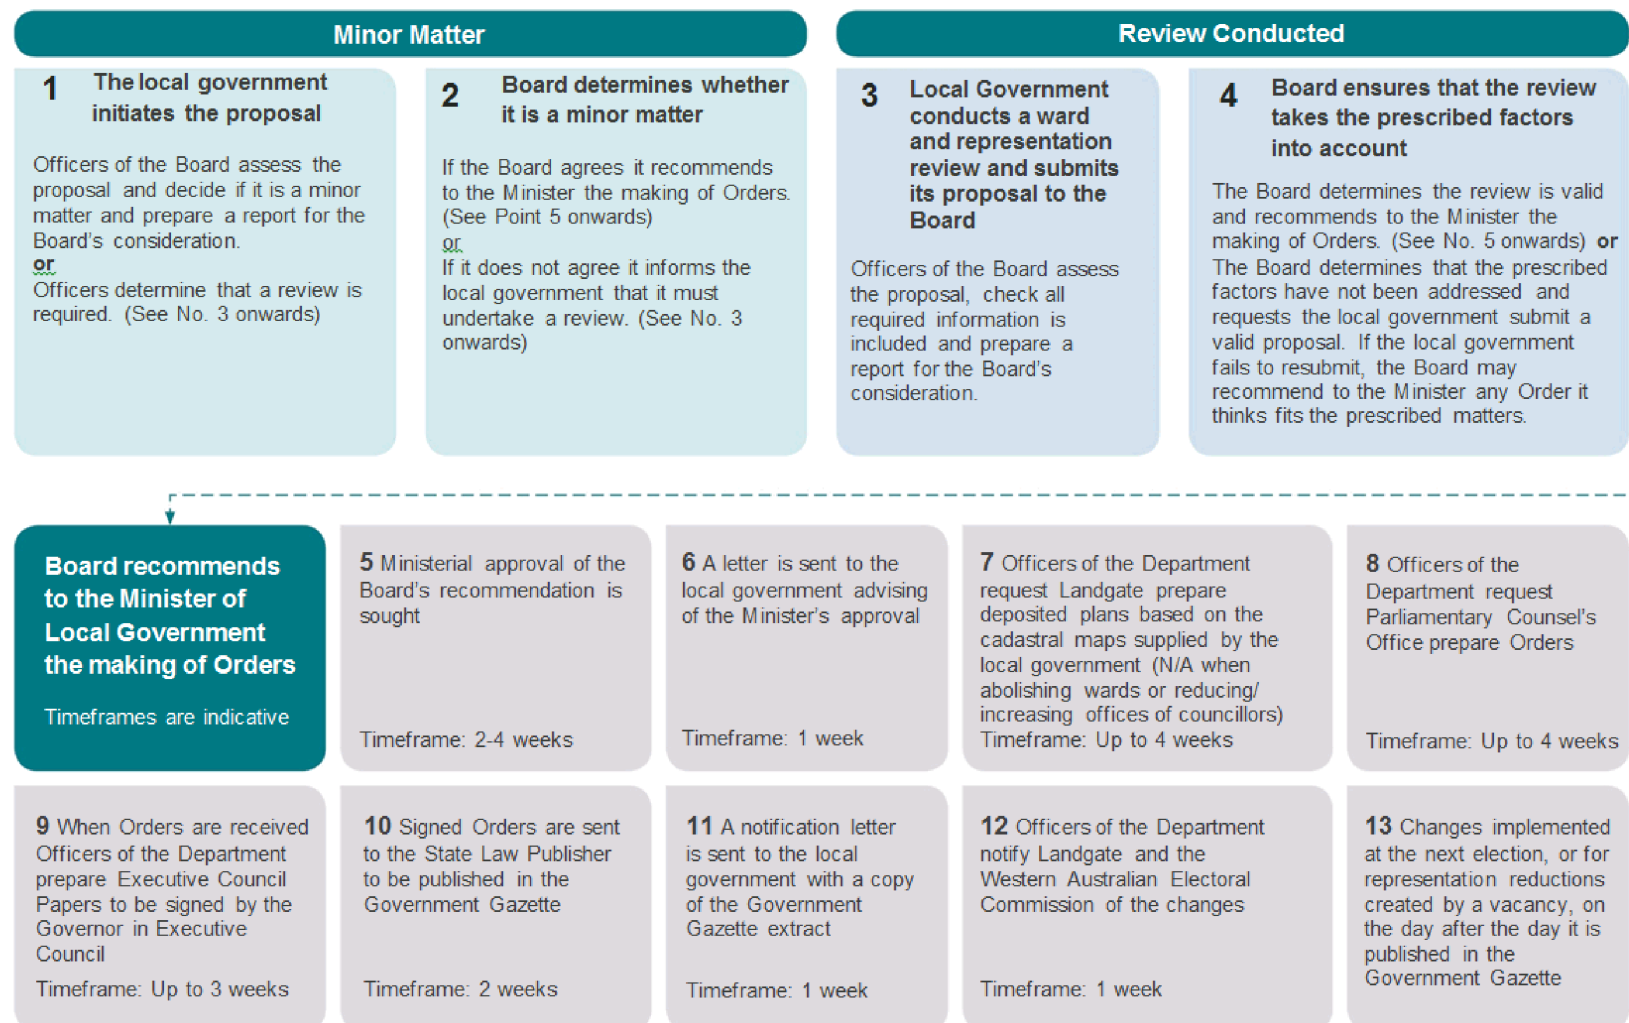 Minor Matter
Review Conducted
1 The local government
initiates the proposal
Officers of the Board assess the
proposal and decide if it is a minor
matter and prepare a report for the
Board's consideration.
or
Officers determine that a review is
required. (See No. 3 onwards)
2 Board determines whether
it is a minor matter
If the Board agrees it recommends
to the Minister the making of Orders.
(See Point 5 onwards)
or
If it does not agree it informs the
local government that it must
undertake a review. (See No. 3
onwards)
3 Local Government
conducts a ward
and representation
review and submits
its proposal to the
Board
Officers of the Board assess
the proposal, check all
required information is
included and prepare a
report for the Board's
consideration.
4 Board ensures that the review
takes the prescribed factors
into account
The Board determines the review is valid
and recommends to the Minister the
making of Orders. (See No. 5 onwards) or
The Board determines that the prescribed
factors have not been addressed and
requests the local government submit a
valid proposal. If the local government
fails to resubmit, the Board may
recommend to the Minister any Order it
thinks fits the prescribed matters.
Board recommends
to the Minister of
Local Government
the making of Orders
Timeframes are indicative
5 Ministerial approval of the
Board's recommendation is
sought
Timeframe: 2-4 weeks
6 A letter is sent to the
local government advising
of the Minister's approval
Timeframe: 1 week
7 Officers of the Department
request Landgate prepare
deposited plans based on the
cadastral maps supplied by the
local government (N/A when
abolishing wards or reducing/
increasing offices of councillors)
Timeframe: Up to 4 weeks
8 Officers of the
Department request
Parliamentary Counsel's
Office prepare Orders
Timeframe: Up to 4 weeks
9 When Orders are received
Officers of the Department
prepare Executive Council
Papers to be signed by the
Governor in Executive
Council
Timeframe: Up to 3 weeks
10 Signed Orders are sent
to the State Law Publisher
to be published in the
Government Gazette
Timeframe: 2 weeks
11 A notification letter
is sent to the local
government with a copy
of the Government
Gazette extract
Timeframe: 1 week
12 Officers of the Department
notify Landgate and the
Western Australian Electoral
Commission of the changes
Timeframe: 1 week
13 Changes implemented
at the next election, or for
representation reductions
created by a vacancy, on
the day after the day it is
published in the
Government Gazette